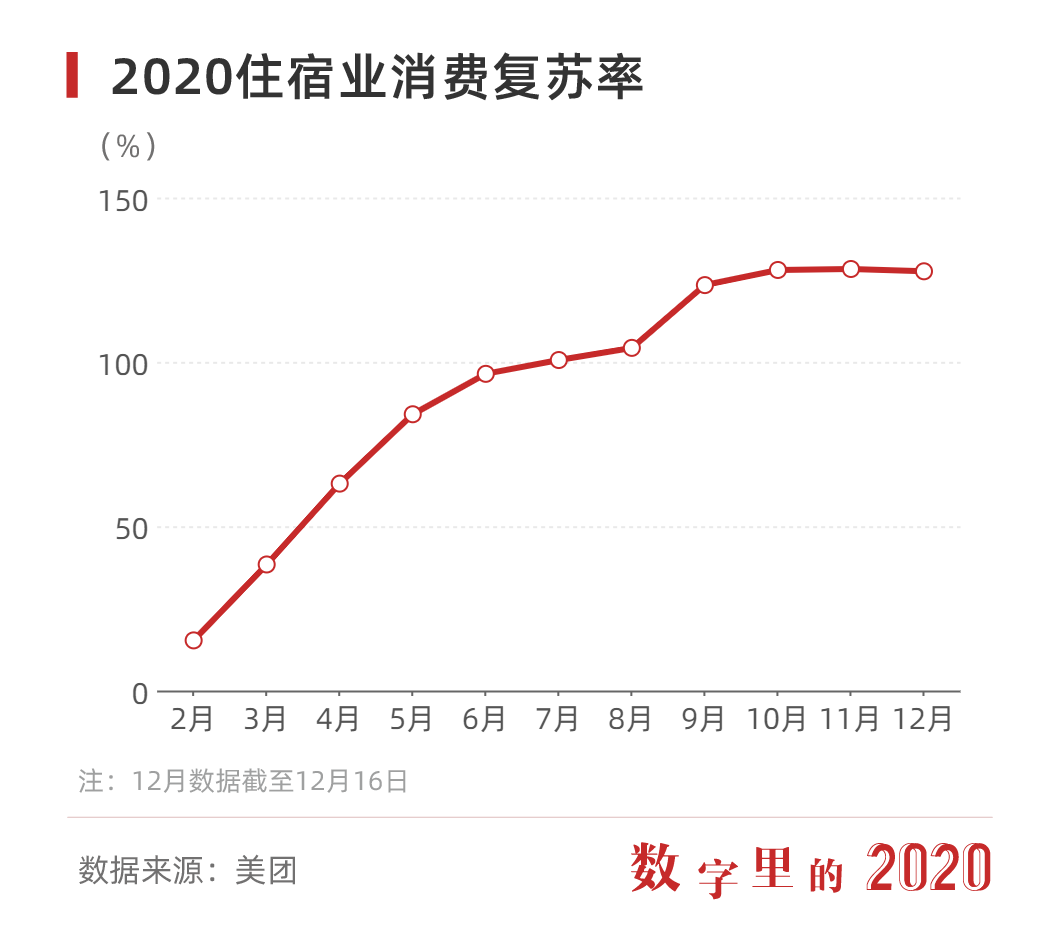 2020住宿业消费复苏率
（%）
150
100
50
0
2月 3月 4月 5月 6月 7月 8月 9月 10月 11月 12月
注：12月数据截至12月16日
数据来源：美团
数字里的2020